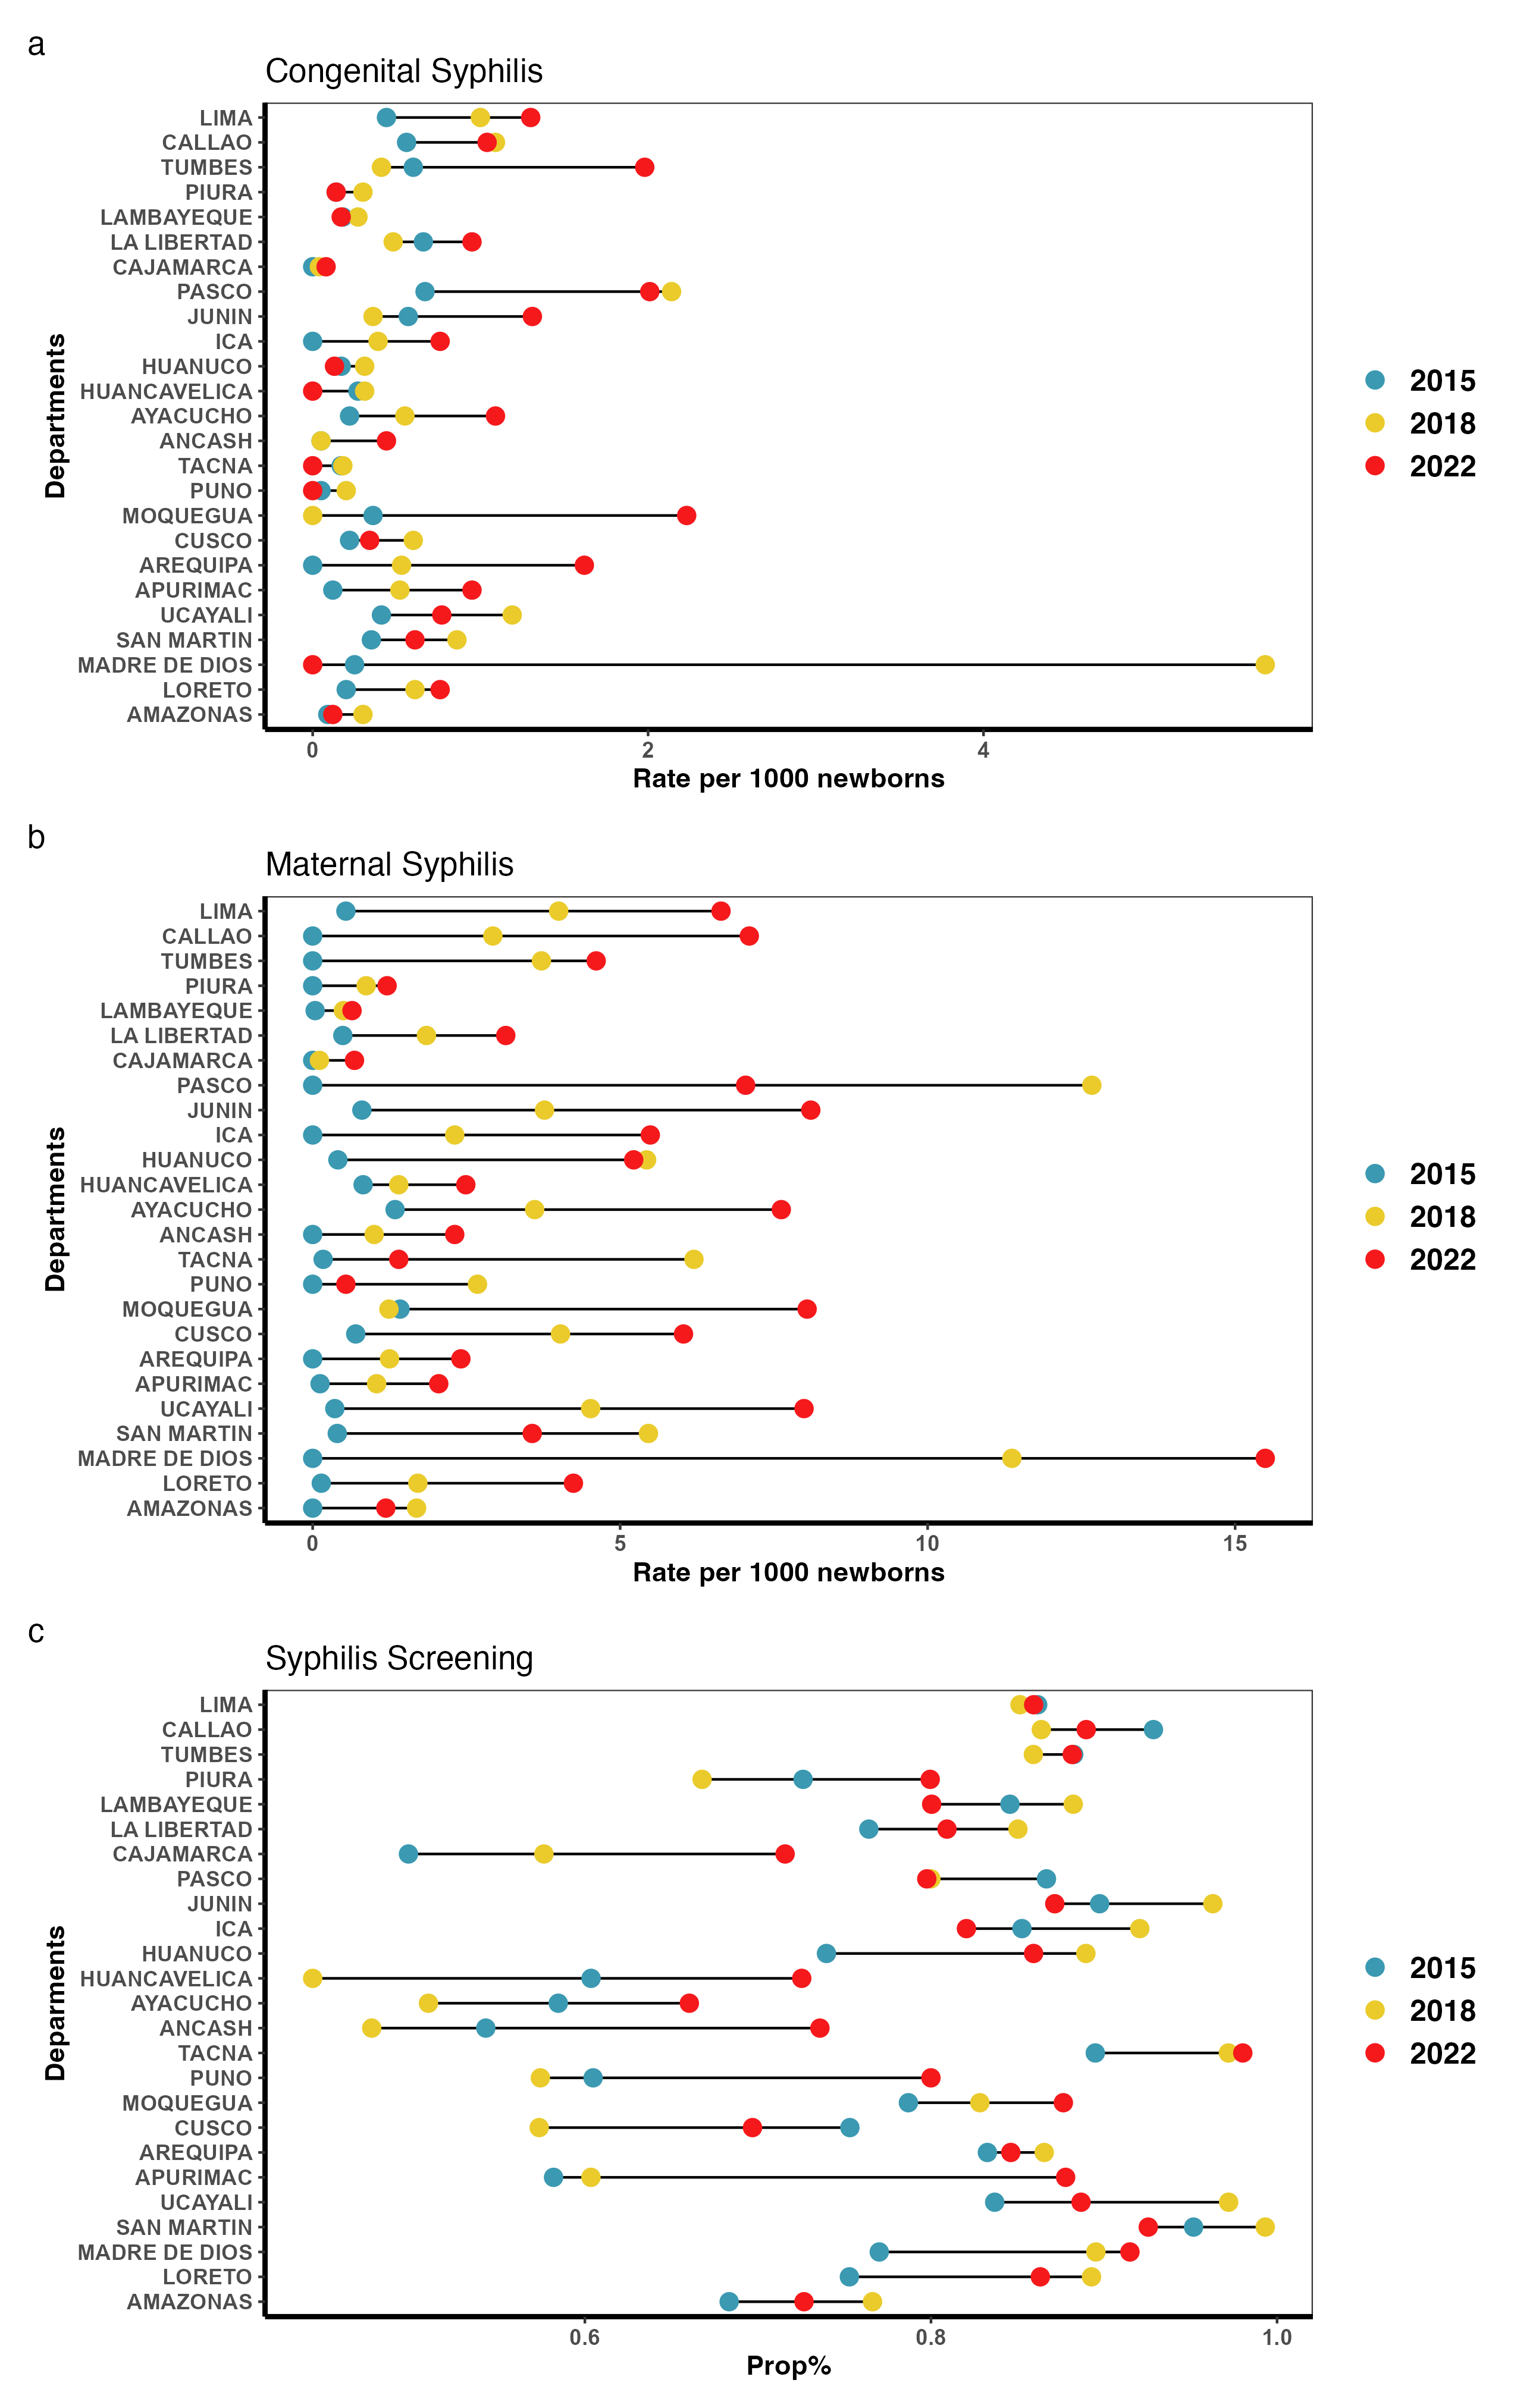 a
Congenital Syphilis
LIMA
CALLAO
TUMBES
PIURA
LAMBAYEQUE
LA LIBERTAD
CAJAMARCA
PASCO
JUNIN
ICA
HUANUCO
HUANCAVELICA
AYACUCHO
ANCASH
TACNA
PUNO
MOQUEGUA
CUSCO
AREQUIPA
APURIMAC
UCAYALI
SAN MARTIN
MADRE DE DIOS
LORETO
AMAZONAS
Departments
0 2 4
Rate per 1000 newborns
2015
2018
2022
b
Maternal Syphilis
LIMA
CALLAO
TUMBES
PIURA
LAMBAYEQUE
LA LIBERTAD
CAJAMARCA
PASCO
JUNIN
ICA
HUANUCO
HUANCAVELICA
AYACUCHO
ANCASH
TACNA
PUNO
MOQUEGUA
CUSCO
AREQUIPA
APURIMAC
UCAYALI
SAN MARTIN
MADRE DE DIOS
LORETO
AMAZONAS
Departments
0 5 10 15
Rate per 1000 newborns
2015
2018
2022
c
Syphilis Screening
LIMA
CALLAO
TUMBES
PIURA
LAMBAYEQUE
LA LIBERTAD
CAJAMARCA
PASCO
JUNIN
ICA
HUANUCO
HUANCAVELICA
AYACUCHO
ANCASH
TACNA
PUNO
MOQUEGUA
CUSCO
AREQUIPA
APURIMAC
UCAYALI
SAN MARTIN
MADRE DE DIOS
LORETO
AMAZONAS
Deparments
0.6 0.8 1.0
Prop%
2015
2018
2022